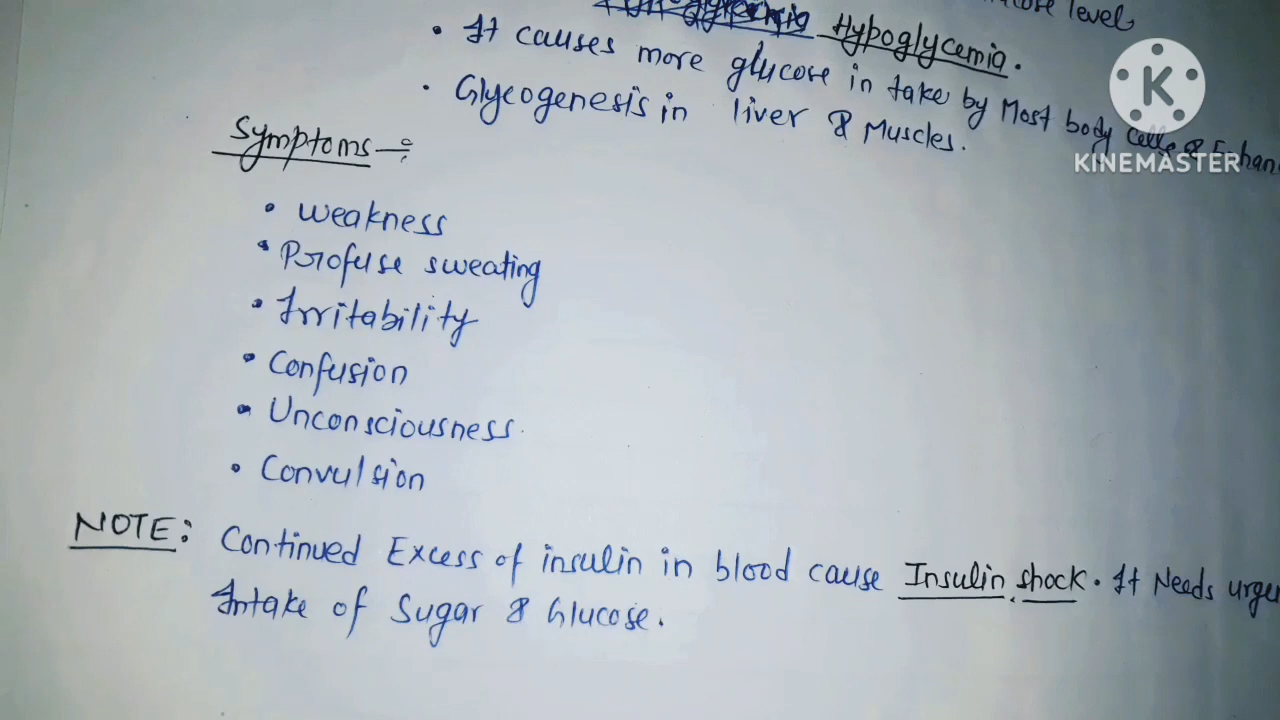 level
Hypoglycemia.
• It causes more glucose in take by Most body cells &
• Glycogenesis in liver & Muscles.
Symptoms -:
• weakness
• Profuse sweating
• Irritability
• Confusion
• Unconsciousness.
• Convulsion
NOTE: Continued Excess of insulin in blood cause Insulin shock. It Needs
Intake of Sugar & Glucose.
K
KINEMASTER